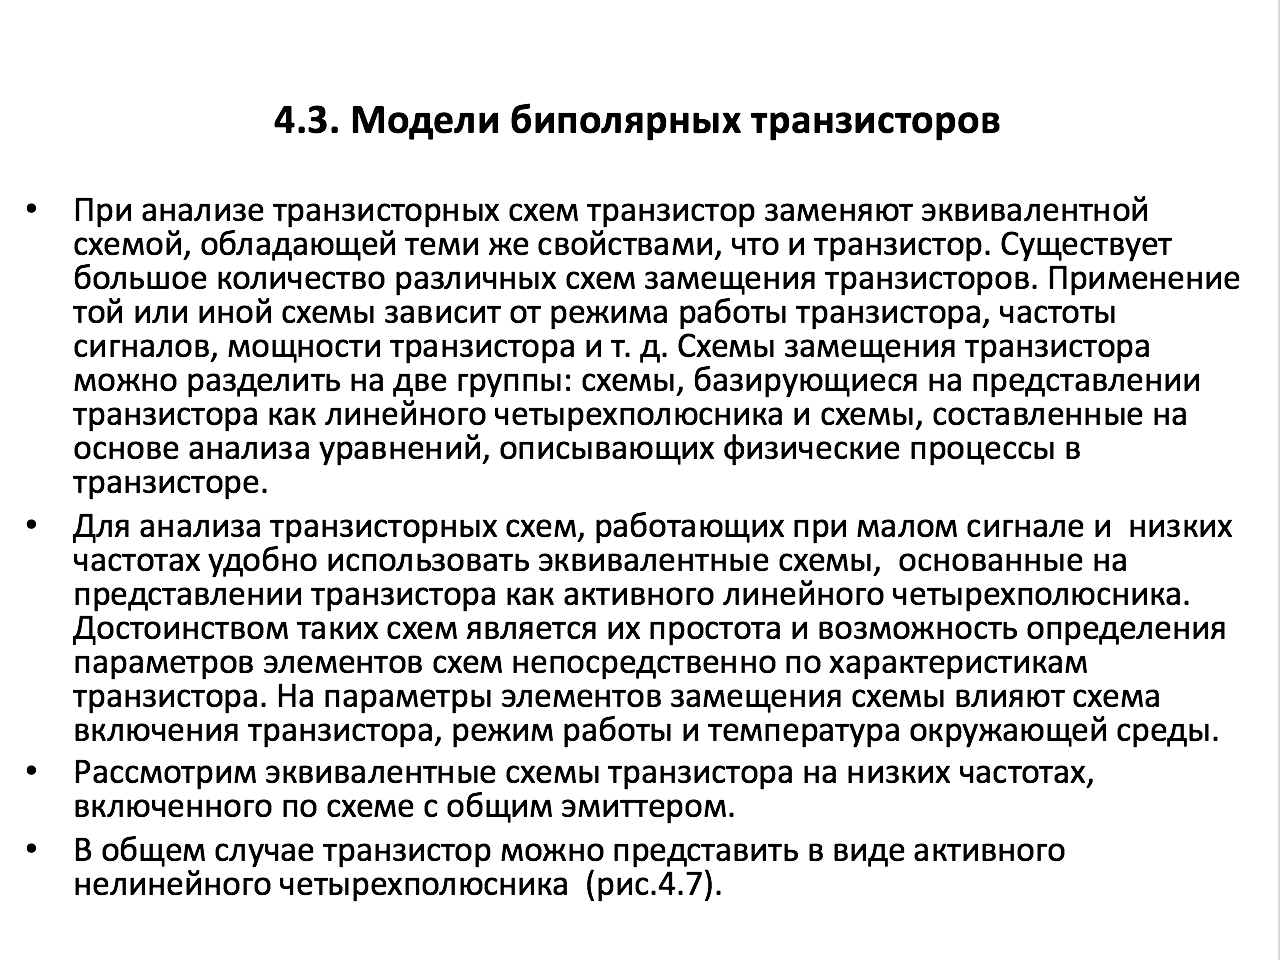 4.3. Модели биполярных транзисторов
• При анализе транзисторных схем транзистор заменяют эквивалентной
схемой, обладающей теми же свойствами, что и транзистор. Существует
большое количество различных схем замещения транзисторов. Применение
той или иной схемы зависит от режима работы транзистора, частоты
сигналов, мощности транзистора и т. д. Схемы замещения транзистора
можно разделить на две группы: схемы, базирующиеся на представлении
транзистора как линейного четырехполюсника и схемы, составленные на
основе анализа уравнений, описывающих физические процессы в
транзисторе.
• Для анализа транзисторных схем, работающих при малом сигнале и  низких
частотах удобно использовать эквивалентные схемы,  основанные на
представлении транзистора как активного линейного четырехполюсника.
Достоинством таких схем является их простота и возможность определения
параметров элементов схем непосредственно по характеристикам
транзистора. На параметры элементов замещения схемы влияют схема
включения транзистора, режим работы и температура окружающей среды.
• Рассмотрим эквивалентные схемы транзистора на низких частотах,
включенного по схеме с общим эмиттером.
• В общем случае транзистор можно представить в виде активного
нелинейного четырехполюсника  (рис.4.7).